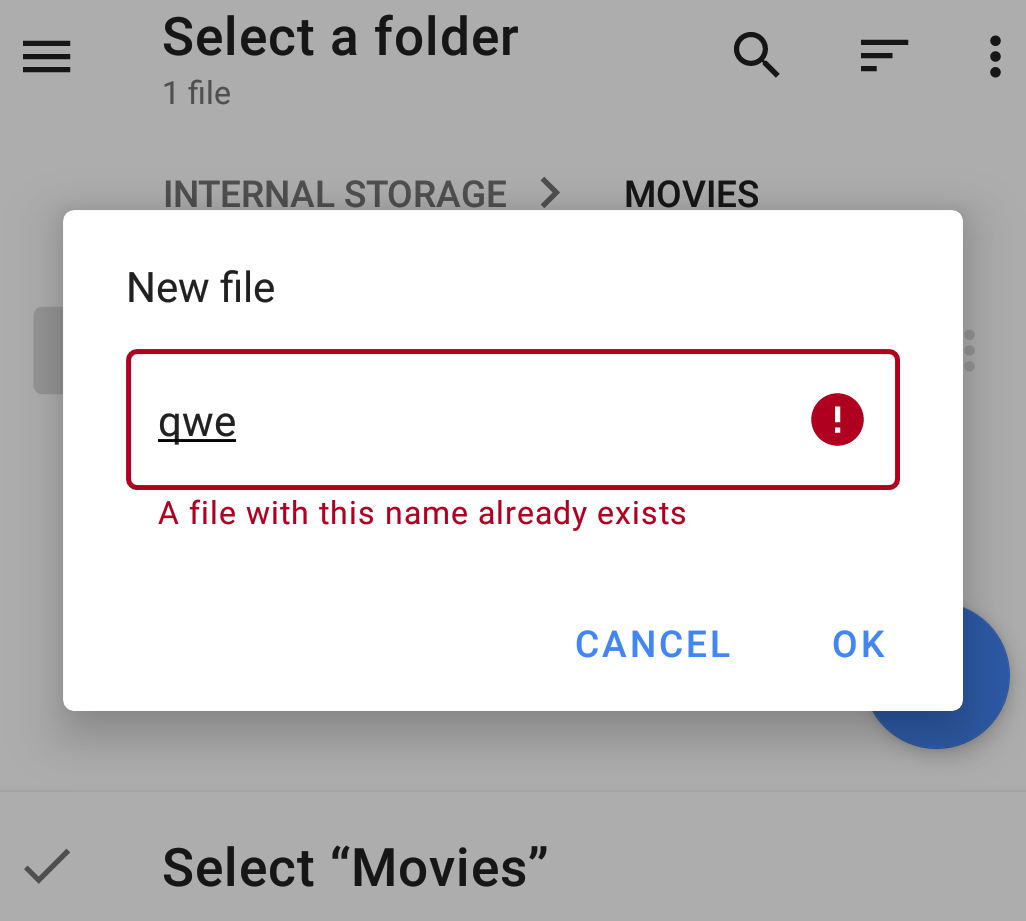 Select a folder
1 file
INTERNAL STORAGE > MOVIES
New file
qwe
A file with this name already exists
CANCEL OK
Select “Movies”